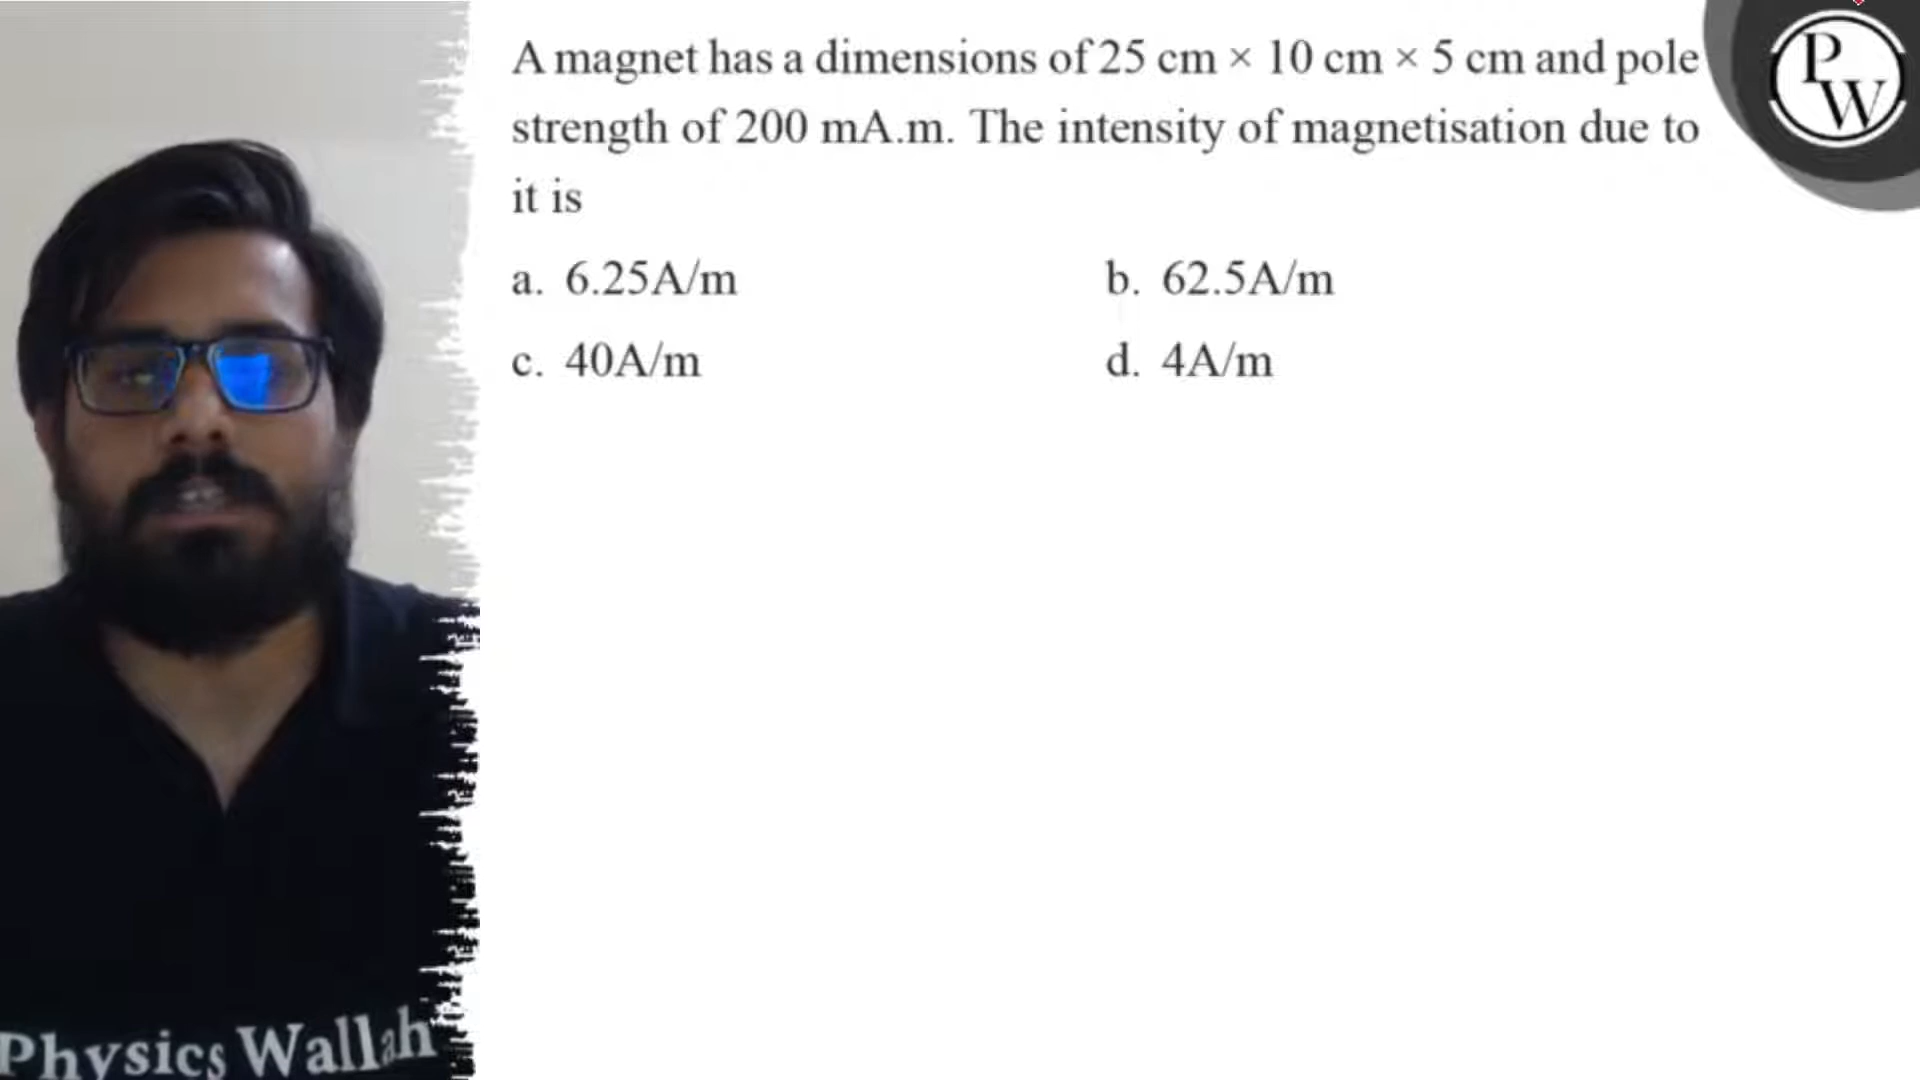 A magnet has a dimensions of 25 cm × 10 cm × 5 cm and pole
strength of 200 mA.m. The intensity of magnetisation due to
it is
a. 6.25A/m
b. 62.5A/m
c. 40A/m
d. 4A/m
PW
Physics Wallah